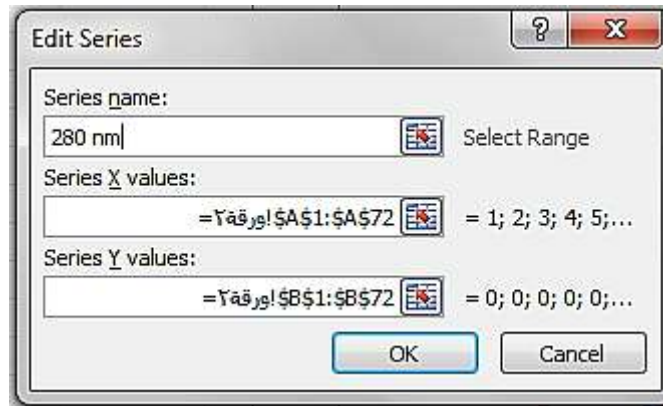 Edit Series
Series name:
280 nm Select Range
Series X values:
=ورقة٢!$A$1:$A$72 = 1; 2; 3; 4; 5;...
Series Y values:
=ورقة٢!$B$1:$B$72 = 0; 0; 0; 0; 0;...
OK Cancel